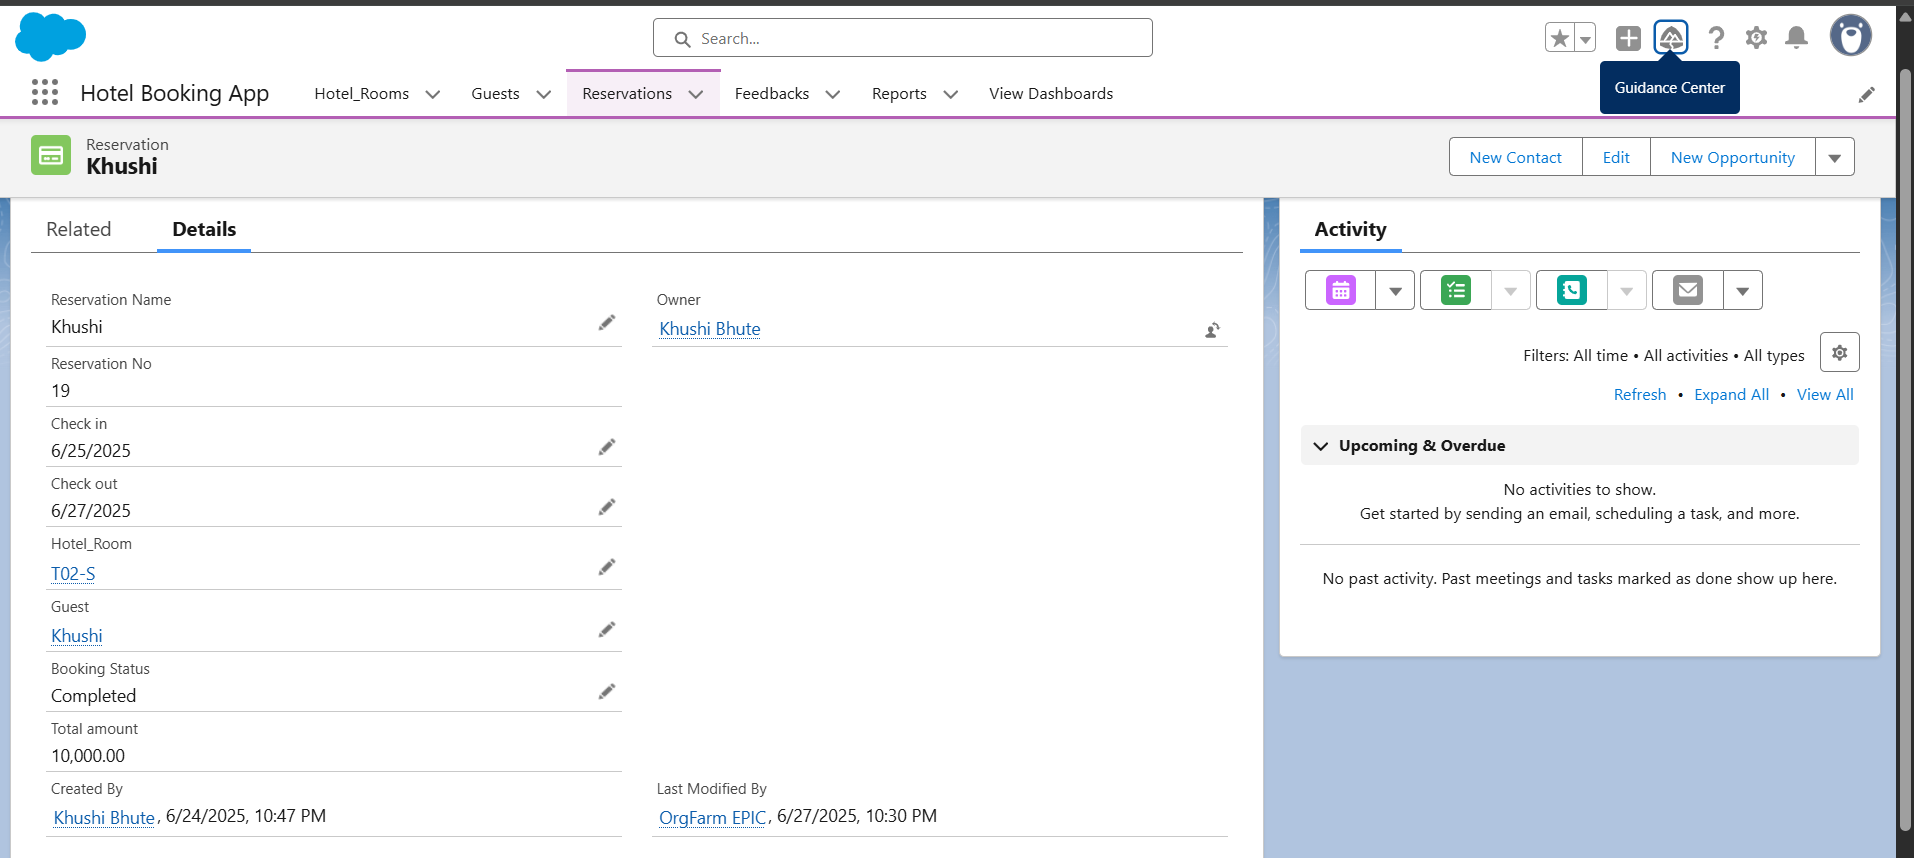 Search...
Hotel Booking App
Hotel_Rooms
Guests
Reservations
Feedbacks
Reports
View Dashboards
Guidance Center
Reservation
Khushi
New Contact
Edit
New Opportunity
Related
Details
Reservation Name
Khushi
Owner
Khushi Bhute
Reservation No
19
Check in
6/25/2025
Check out
6/27/2025
Hotel_Room
T02-S
Guest
Khushi
Booking Status
Completed
Total amount
10,000.00
Created By
Khushi Bhute, 6/24/2025, 10:47 PM
Last Modified By
OrgFarm EPIC, 6/27/2025, 10:30 PM
Activity
Filters: All time • All activities • All types
Refresh • Expand All • View All
Upcoming & Overdue
No activities to show.
Get started by sending an email, scheduling a task, and more.
No past activity. Past meetings and tasks marked as done show up here.